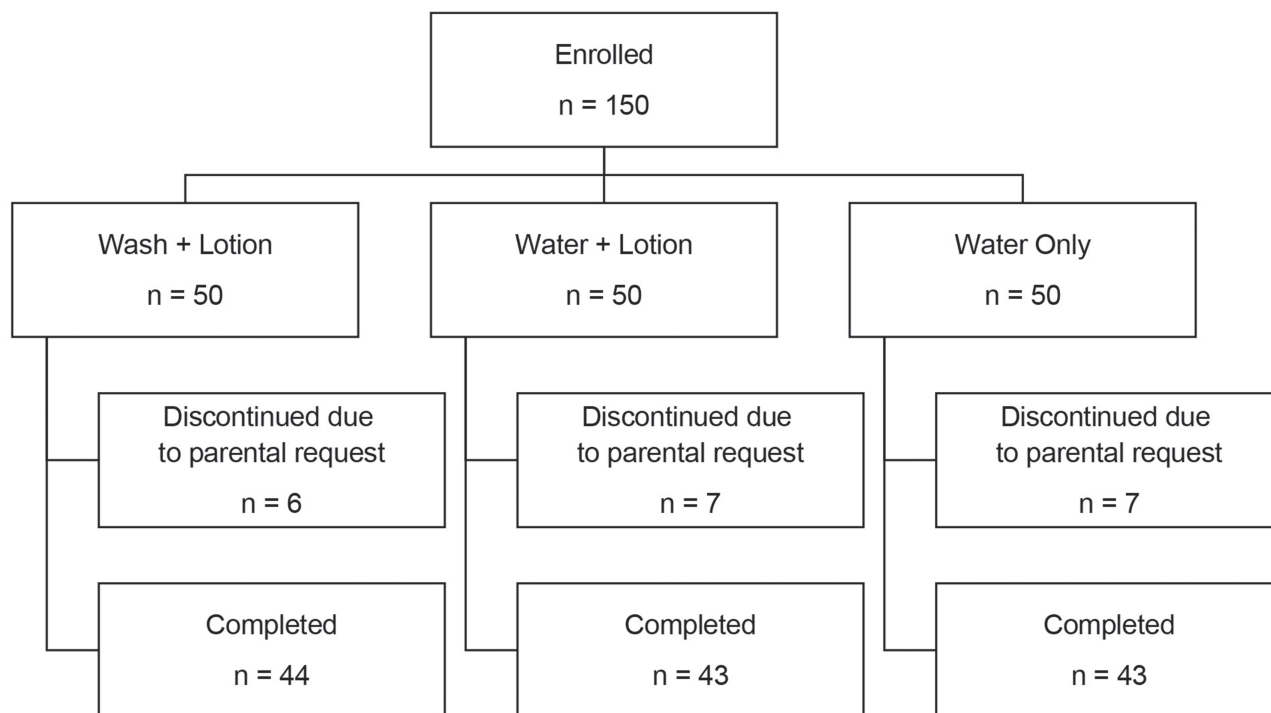 Enrolled
n = 150
Wash + Lotion
n = 50
Water + Lotion
n = 50
Water Only
n = 50
Discontinued due
to parental request
n = 6
Discontinued due
to parental request
n = 7
Discontinued due
to parental request
n = 7
Completed
n = 44
Completed
n = 43
Completed
n = 43